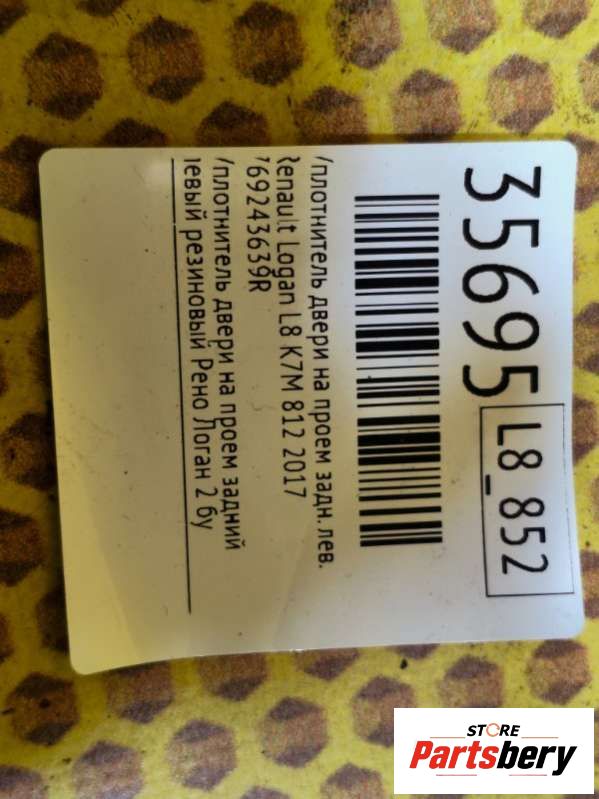 35695 L8_852
/плотнитель двери на проем задн. лев.
Renault Logan L8 K7M 812 2017
769243639R
/плотнитель двери на проем задний
левый резиновый Рено Логан 2 бу
STORE
Partsbery